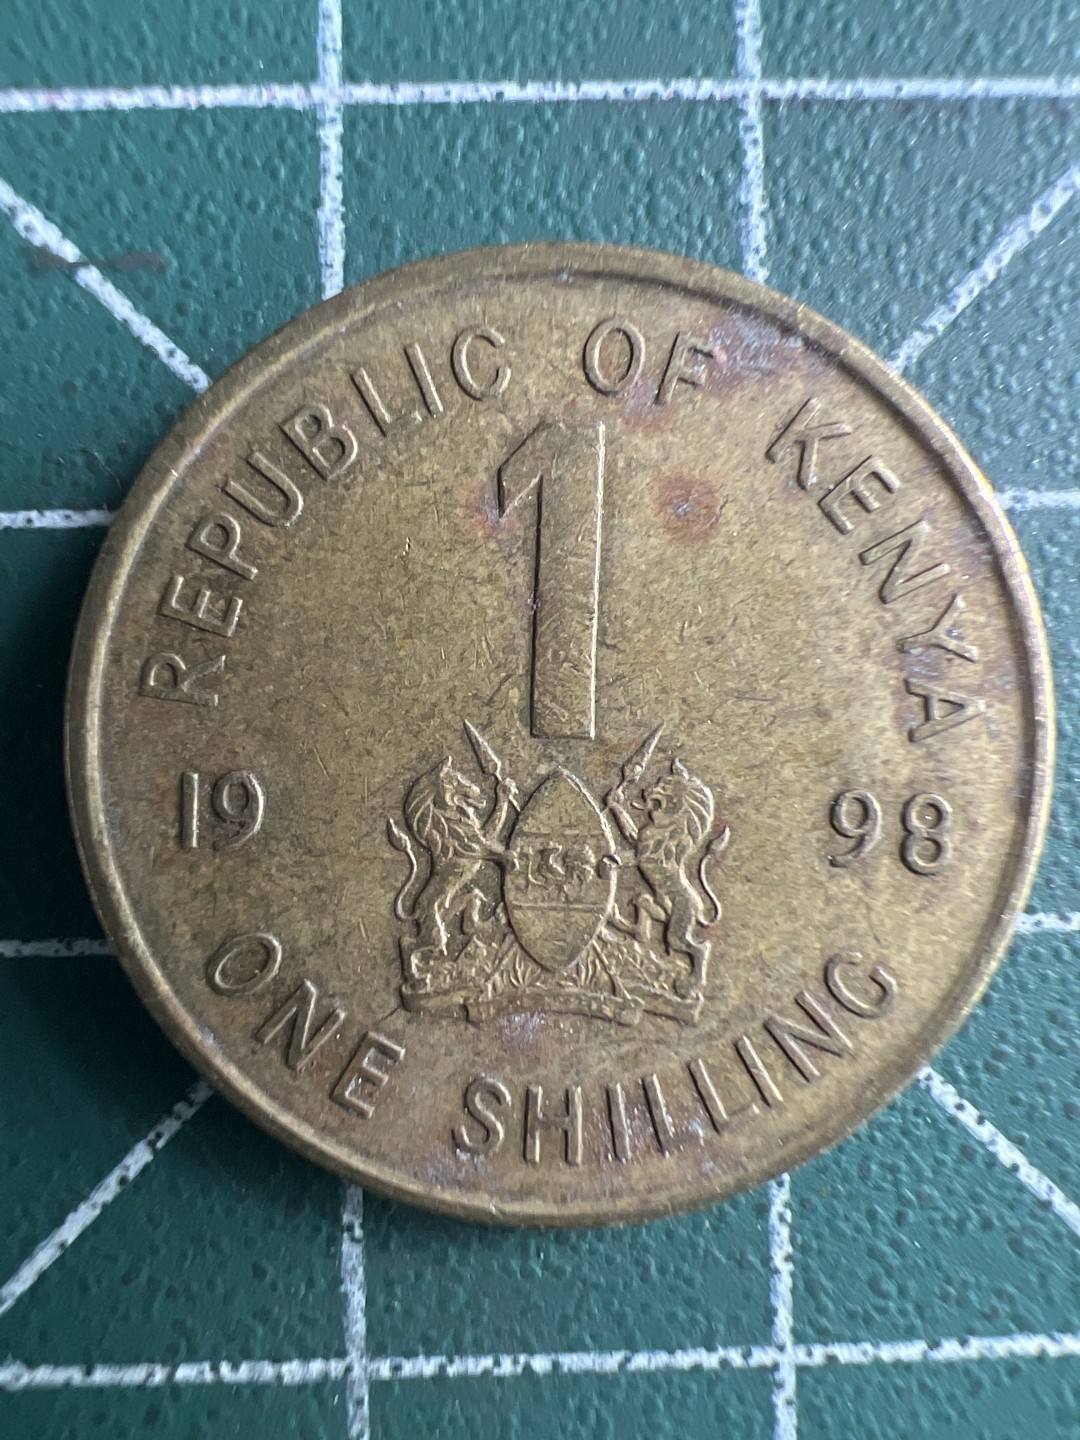 REPUBLIC OF KENYA
1
19 98
ONE SHILLING